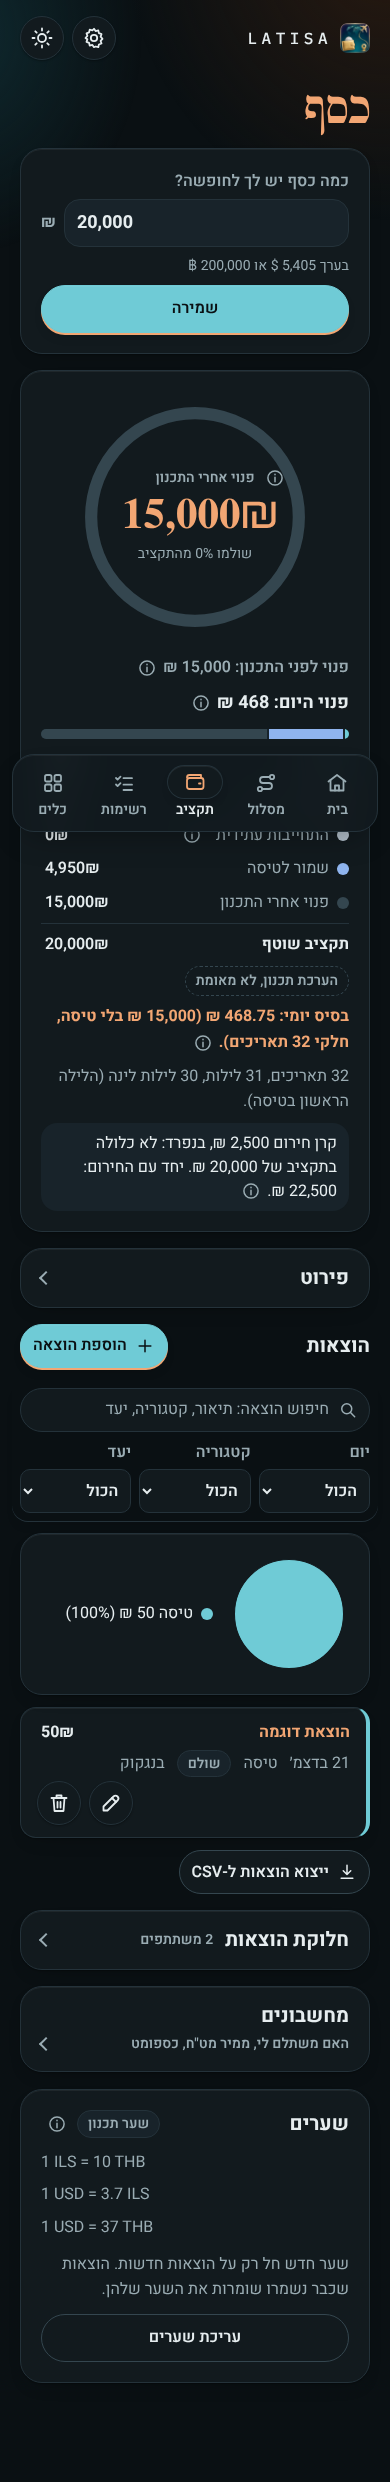 LATISA
כסף
כמה כסף יש לך לחופשה?
20,000 ₪
בערך 5,405 $ או 200,000 ฿
שמירה
פנוי אחרי התכנון
15,000₪
שולמו 0% מהתקציב
פנוי לפני התכנון: 15,000 ₪
פנוי היום: 468 ₪
בית
מסלול
תקציב
רשימות
כלים
התחייבות עתידית 0₪
שמור לטיסה 4,950₪
פנוי אחרי התכנון 15,000₪
תקציב שוטף 20,000₪
הערכת תכנון, לא מאומת
בסיס יומי: 468.75 ₪ (15,000 ₪ בלי טיסה,
חלקי 32 תאריכים).
32 תאריכים, 31 לילות, 30 לילות לינה (הלילה
הראשון בטיסה).
קרן חירום 2,500 ₪, בנפרד: לא כלולה
בתקציב של 20,000 ₪. יחד עם החירום:
22,500 ₪.
פירוט
הוצאות
הוספת הוצאה
חיפוש הוצאה: תיאור, קטגוריה, יעד
יום קטגוריה יעד
הכול הכול הכול
טיסה 50 ₪ (100%)
הוצאת דוגמה 50₪
21 בדצמ׳ טיסה שולם בנגקוק
ייצוא הוצאות ל-CSV
חלוקת הוצאות 2 משתתפים
מחשבונים
האם משתלם לי, ממיר מט"ח, כספומט
שערים שער תכנון
1 ILS = 10 THB
1 USD = 3.7 ILS
1 USD = 37 THB
שער חדש חל רק על הוצאות חדשות. הוצאות
שכבר נשמרו שומרות את השער שלהן.
עריכת שערים